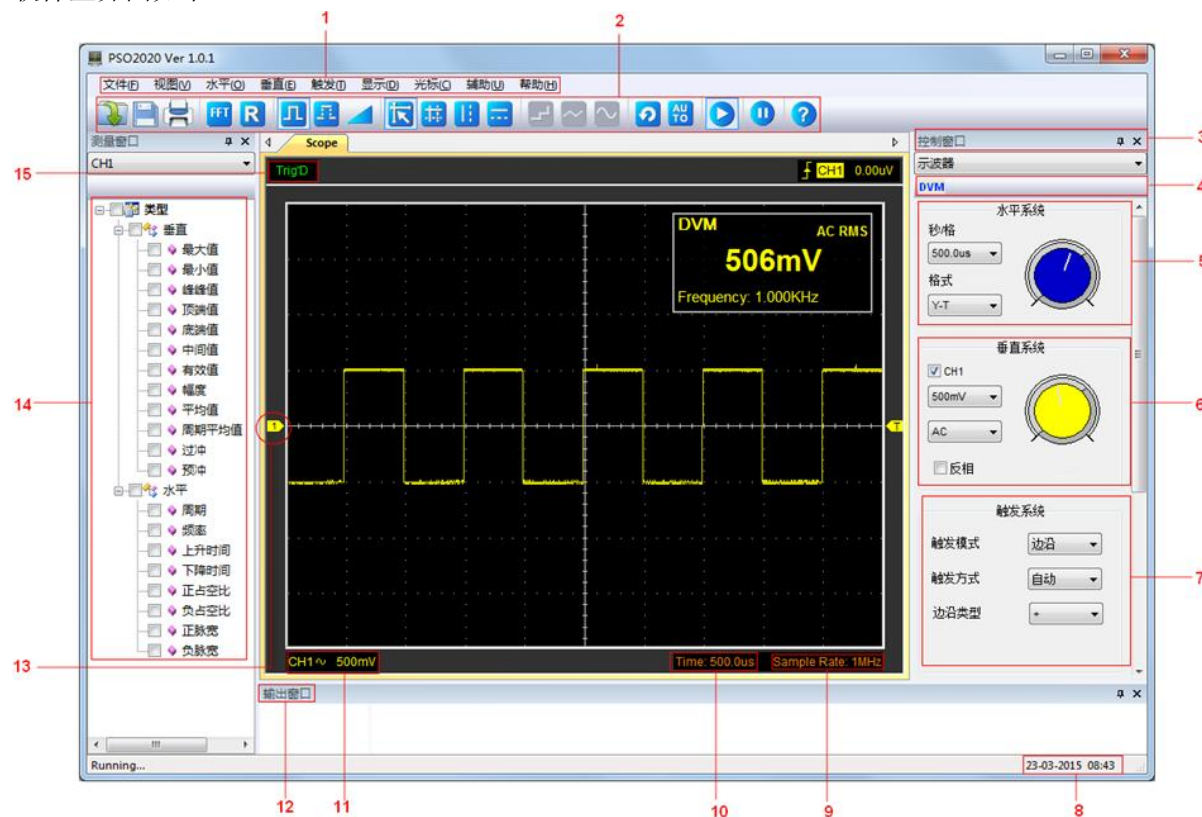 1
2
PSO2020 Ver 1.0.1
文件(F) 视图(V) 水平(O) 垂直(E) 触发(T) 显示(D) 光标(C) 辅助(U) 帮助(H)
FFT R AUTO ?
测量窗口
Scope
控制窗口
3
CH1
示波器
15
Trig'D
CH1 0.00uV
DVM
4
类型
垂直
最大值
最小值
峰峰值
顶端值
底端值
中间值
有效值
幅度
平均值
周期平均值
过冲
预冲
水平
周期
频率
上升时间
下降时间
正占空比
负占空比
正脉宽
负脉宽
14
DVM
AC RMS
506mV
Frequency: 1.000KHz
1
T
水平系统
秒/格
500.0us
格式
Y-T
5
垂直系统
CH1
500mV
AC
反相
6
触发系统
触发模式 边沿
触发方式 自动
边沿类型 +
7
13
CH1 500mV
Time: 500.0us
Sample Rate: 1MHz
输出窗口
Running...
23-03-2015 08:43
12
11
10
9
8